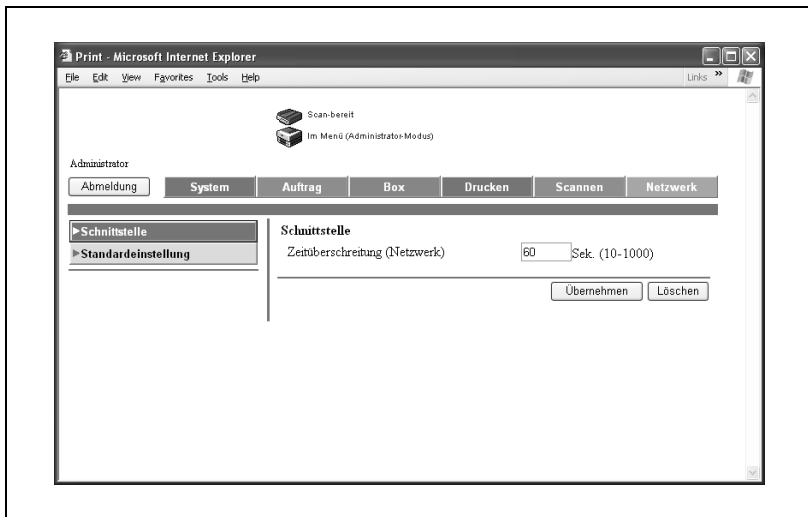 Print - Microsoft Internet Explorer
File Edit View Favorites Tools Help Links »
Scan-bereit
Im Menü (Administrator-Modus)
Administrator
Abmeldung System Auftrag Box Drucken Scannen Netzwerk
Schnittstelle
Standardeinstellung
Schnittstelle
Zeitüberschreitung (Netzwerk) 60 Sek. (10-1000)
Übernehmen Löschen